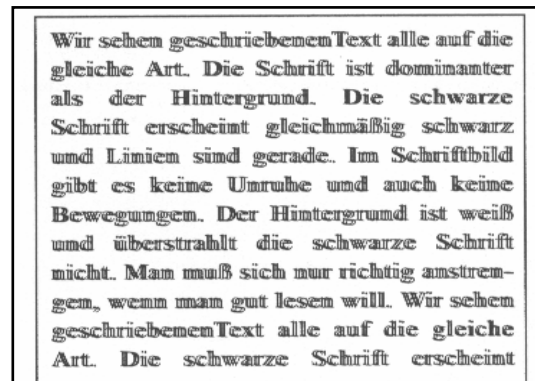 Wir sehen geschriebenenText alle auf die
gleiche Art. Die Schrift ist dominanter
als der Hintergrund. Die schwarze
Schrift erscheint gleichmäßig schwarz
und Linien sind gerade. Im Schriftbild
gibt es keine Unruhe und auch keine
Bewegungen. Der Hintergrund ist weiß
und überstrahlt die schwarze Schrift
nicht. Man muß sich nur richtig anstren-
gen, wenn man gut lesen will. Wir sehen
geschriebenenText alle auf die gleiche
Art. Die schwarze Schrift erscheint